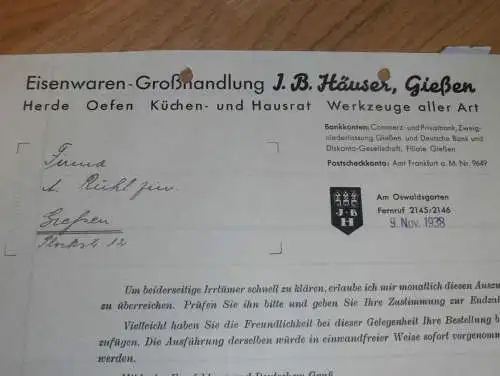 Eisenwaren-Großhandlung J. B. Häuser, Gießen
Herde Oefen Küchen- und Hausrat Werkzeuge aller Art
Bankkonten: Commerz- und Privatbank, Zweig-
niederlassung Gießen und Deutsche Bank und
Diskonto-Gesellschaft, Filiale Gießen
Postscheckkonto: Amt Frankfurt a. M. Nr. 9649
Firma
A. Rühl jun.
Gießen
J·B
H
Am Oswaldsgarten
Fernruf 2145/2146
9. Nov. 1938
Um beiderseitige Irrtümer schnell zu klären, erlaube ich mir monatlich diesen Auszu
zu überreichen. Prüfen Sie ihn bitte und geben Sie Ihre Zustimmung zur Endzah
Vielleicht haben Sie die Freundlichkeit bei dieser Gelegenheit Ihre Bestellung b
zufügen. Die Ausführung derselben würde in einwandfreier Weise sofort vorgenom
werden.